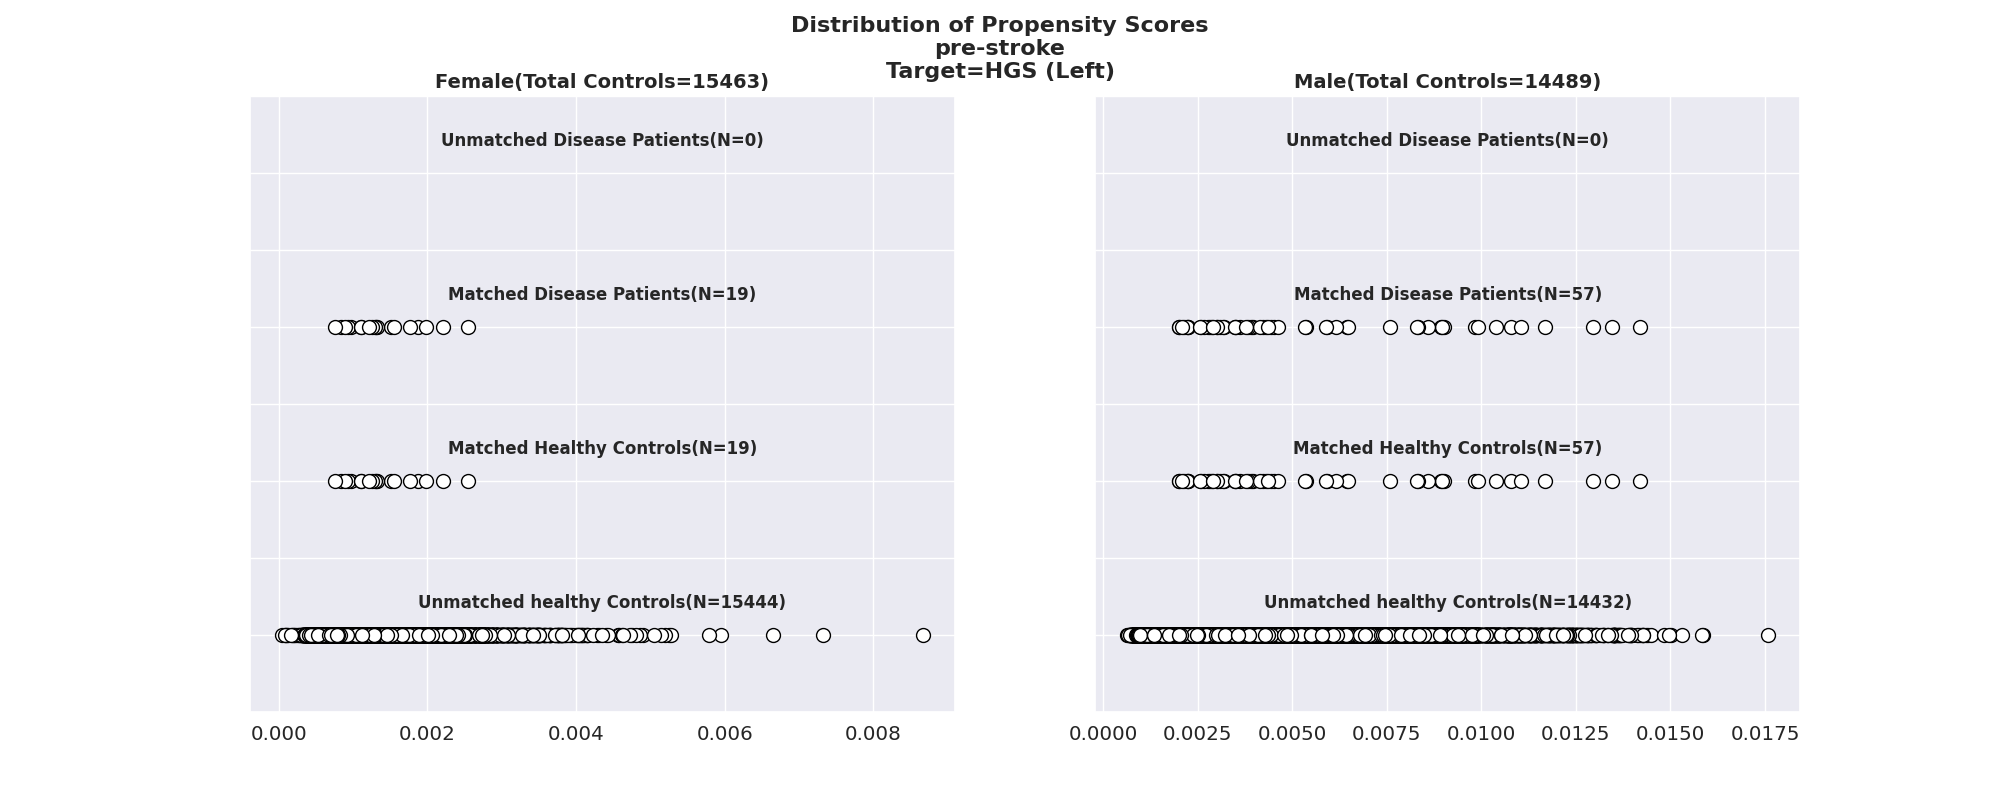 Distribution of Propensity Scores
pre-stroke
Target=HGS (Left)
Female(Total Controls=15463)
Unmatched Disease Patients(N=0)
Matched Disease Patients(N=19)
Matched Healthy Controls(N=19)
Unmatched healthy Controls(N=15444)
0.000 0.002 0.004 0.006 0.008
Male(Total Controls=14489)
Unmatched Disease Patients(N=0)
Matched Disease Patients(N=57)
Matched Healthy Controls(N=57)
Unmatched healthy Controls(N=14432)
0.0000 0.0025 0.0050 0.0075 0.0100 0.0125 0.0150 0.0175